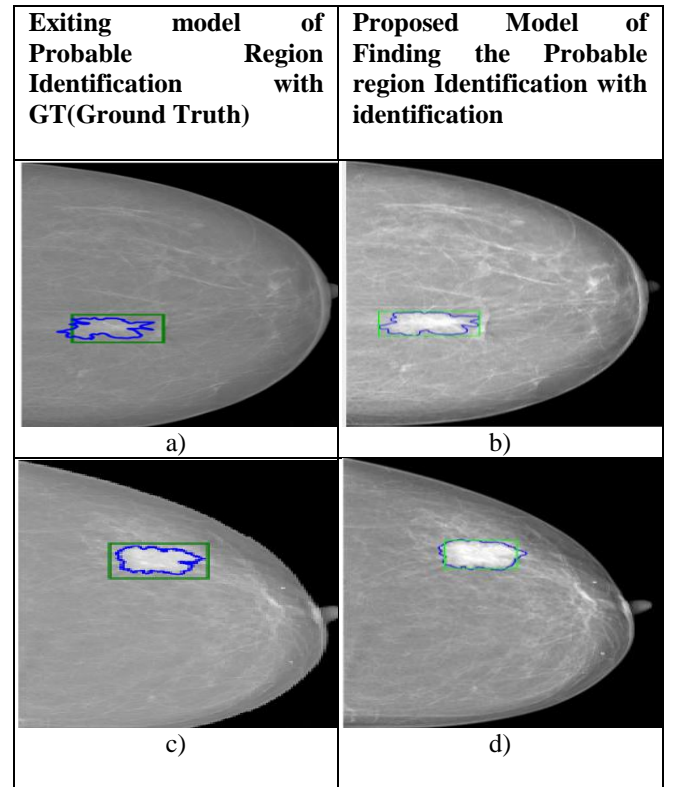 Exiting model of
Probable Region
Identification with
GT(Ground Truth)
Proposed Model of
Finding the Probable
region Identification with
identification
a)
b)
c)
d)